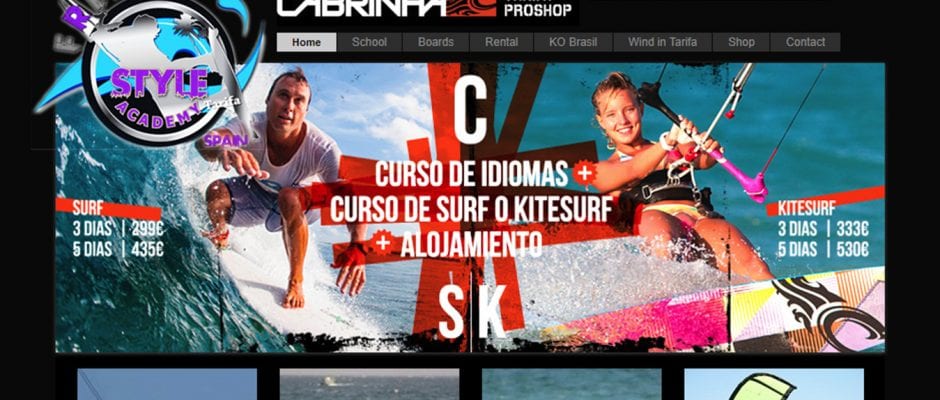 CABRINHA
PROSHOP
Home School Boards Rental KO Brasil Wind in Tarifa Shop Contact
STYLE
ACADEMY Tarifa
SPAIN
C
CURSO DE IDIOMAS +
CURSO DE SURF O KITESURF
+ ALOJAMIENTO
S K
SURF
3 DIAS | 299€
5 DIAS | 435€
KITESURF
3 DIAS | 333€
5 DIAS | 530€